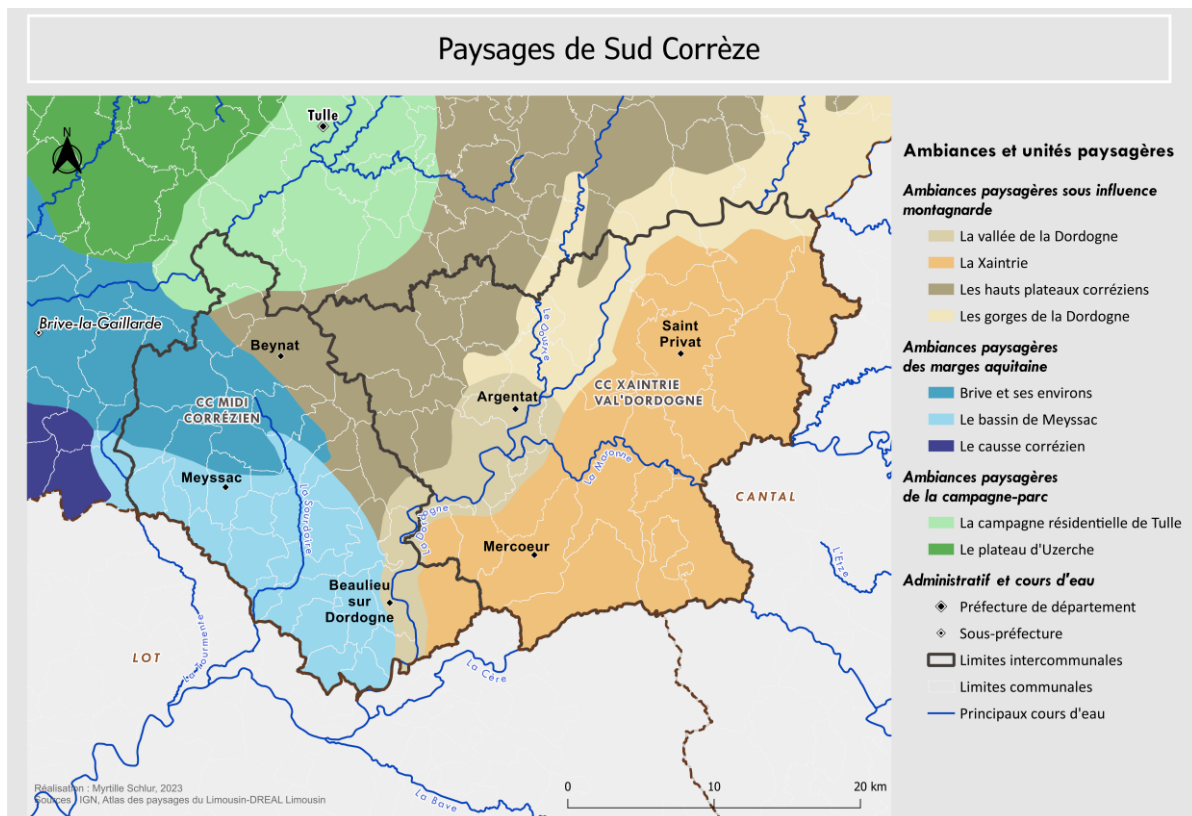 Paysages de Sud Corrèze
N
Tulle
Brive-la-Gaillarde
Beynat
Saint
Privat
Le Doustre
Argentat
CC XAINTRIE
VAL'DORDOGNE
CC MIDI
CORRÉZIEN
Meyssac
La Sourdoire
La Maronne
La Dordogne
CANTAL
Mercoeur
L'Etze
Beaulieu
sur
Dordogne
LOT
La Tourmente
La Cère
La Bave
Réalisation : Myrtille Schlur, 2023
Sources : IGN, Atlas des paysages du Limousin-DREAL Limousin
0 10 20 km
Ambiances et unités paysagères
Ambiances paysagères sous influence
montagnarde
La vallée de la Dordogne
La Xaintrie
Les hauts plateaux corréziens
Les gorges de la Dordogne
Ambiances paysagères
des marges aquitaine
Brive et ses environs
Le bassin de Meyssac
Le causse corrézien
Ambiances paysagères
de la campagne-parc
La campagne résidentielle de Tulle
Le plateau d'Uzerche
Administratif et cours d'eau
Préfecture de département
Sous-préfecture
Limites intercommunales
Limites communales
Principaux cours d'eau